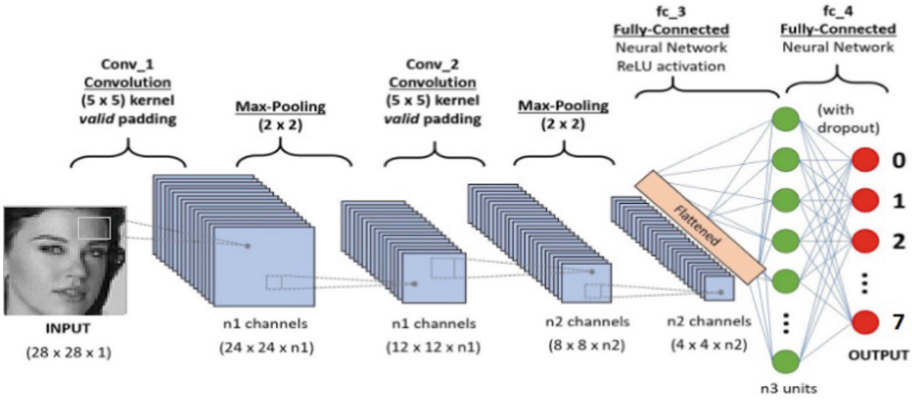 Conv_1
Convolution
(5 x 5) kernel
valid padding
Max-Pooling
(2 x 2)
Conv_2
Convolution
(5 x 5) kernel
valid padding
Max-Pooling
(2 x 2)
fc_3
Fully-Connected
Neural Network
ReLU activation
fc_4
Fully-Connected
Neural Network
(with
dropout)
Flattened
0
1
2
...
7
OUTPUT
...
n3 units
INPUT
(28 x 28 x 1)
n1 channels
(24 x 24 x n1)
n1 channels
(12 x 12 x n1)
n2 channels
(8 x 8 x n2)
n2 channels
(4 x 4 x n2)